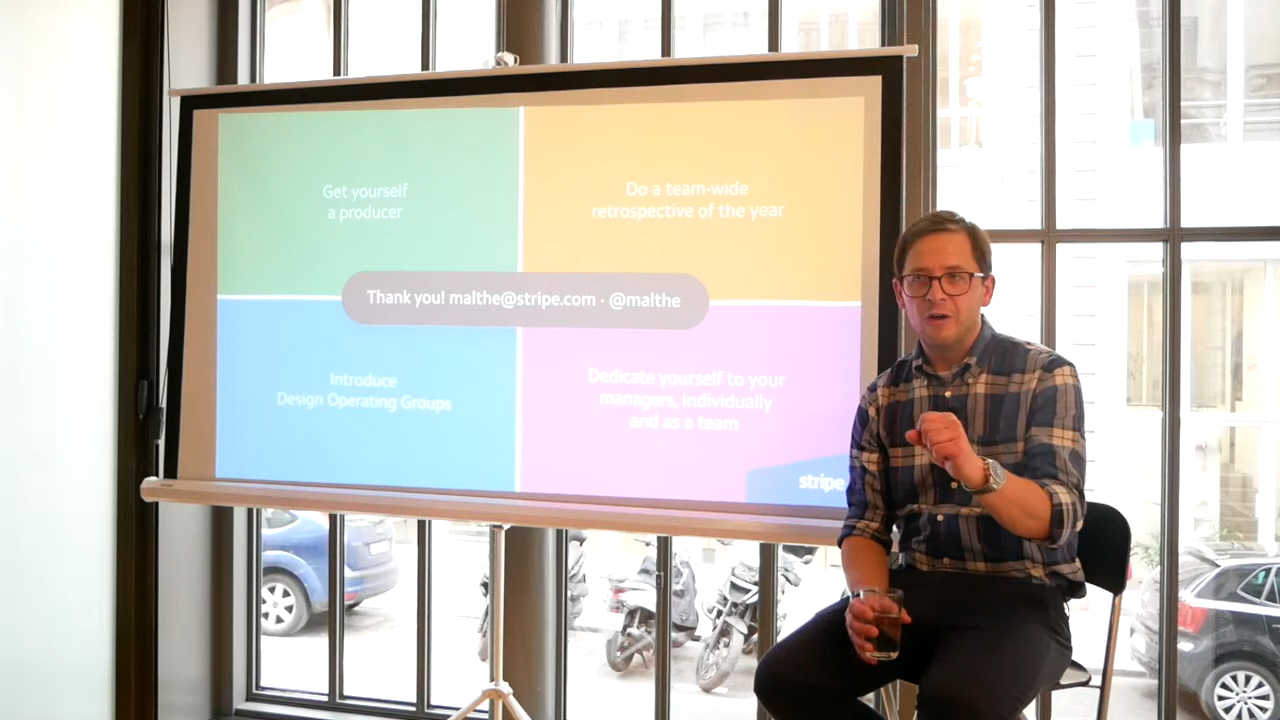 Get yourself
a producer
Do a team-wide
retrospective of the year
Thank you! malthe@stripe.com · @malthe
Introduce
Design Operating Groups
Dedicate yourself to your
managers, individually
and as a team
stripe